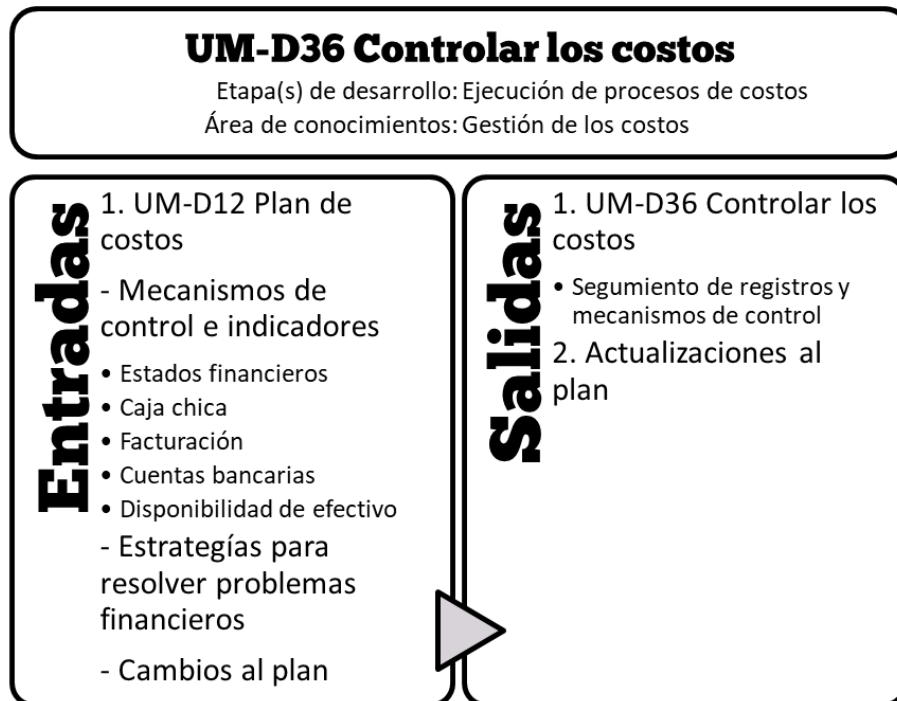 UM-D36 Controlar los costos
Etapa(s) de desarrollo: Ejecución de procesos de costos
Área de conocimientos: Gestión de los costos
Entradas
1. UM-D12 Plan de
costos
- Mecanismos de
control e indicadores
• Estados financieros
• Caja chica
• Facturación
• Cuentas bancarias
• Disponibilidad de efectivo
- Estrategías para
resolver problemas
financieros
- Cambios al plan
Salidas
1. UM-D36 Controlar los
costos
• Segumiento de registros y
mecanismos de control
2. Actualizaciones al
plan